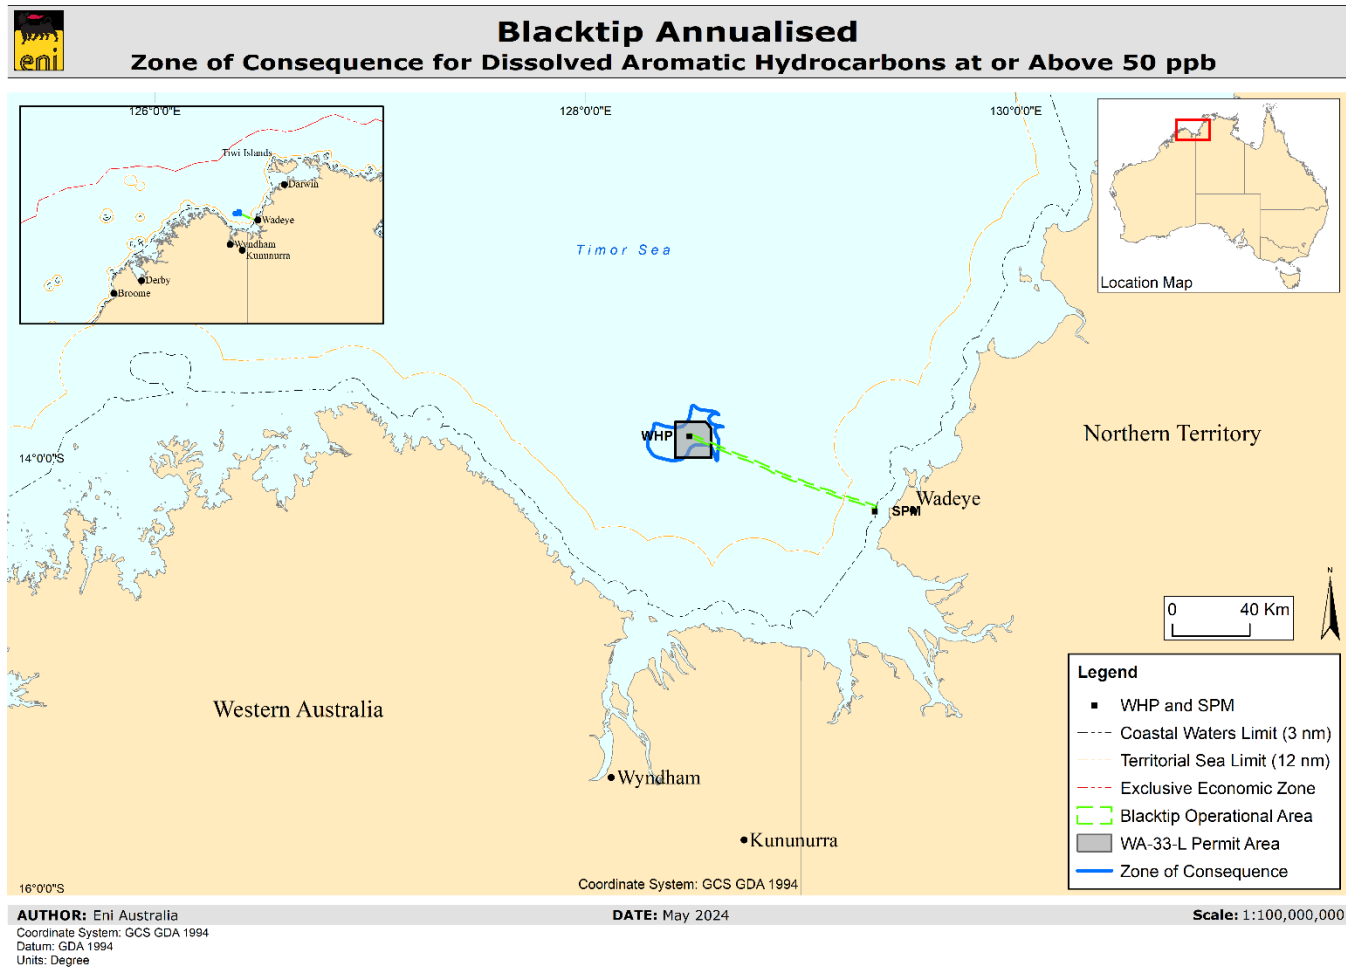 eni
Blacktip Annualised
Zone of Consequence for Dissolved Aromatic Hydrocarbons at or Above 50 ppb
126°0'0"E
128°0'0"E
130°0'0"E
Tiwi Islands
Darwin
Wadeye
Wyndham
Kununurra
Derby
Broome
Location Map
Timor Sea
WHP
Northern Territory
14°0'0"S
Wadeye
SPM
0 40 Km
N
Western Australia
Wyndham
Kununurra
Legend
WHP and SPM
Coastal Waters Limit (3 nm)
Territorial Sea Limit (12 nm)
Exclusive Economic Zone
Blacktip Operational Area
WA-33-L Permit Area
Zone of Consequence
16°0'0"S
Coordinate System: GCS GDA 1994
AUTHOR: Eni Australia
DATE: May 2024
Scale: 1:100,000,000
Coordinate System: GCS GDA 1994
Datum: GDA 1994
Units: Degree